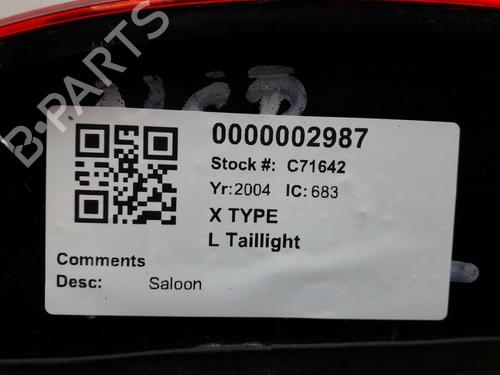 B-PARTS
0000002987
Stock #: C71642
Yr:2004 IC:683
X TYPE
L Taillight
Comments
Desc: Saloon